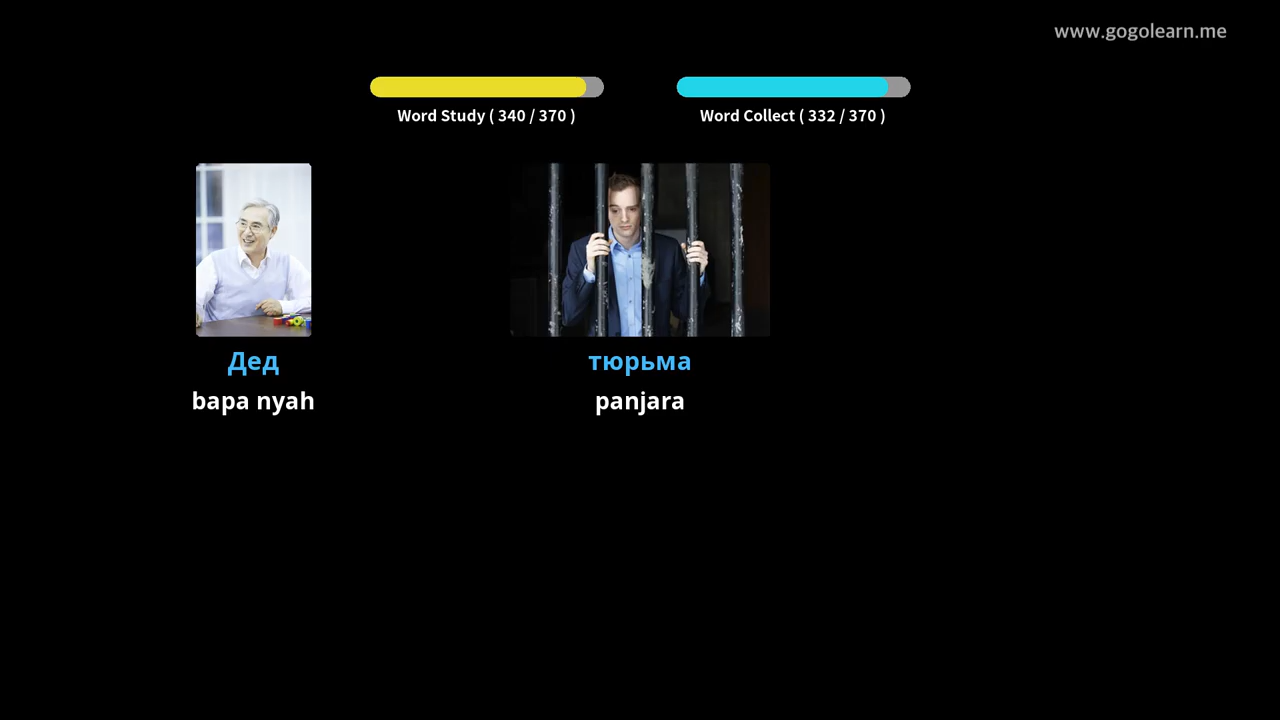 www.gogolearn.me
Word Study ( 340 / 370 )
Word Collect ( 332 / 370 )
Дед
bapa nyah
тюрьма
panjara